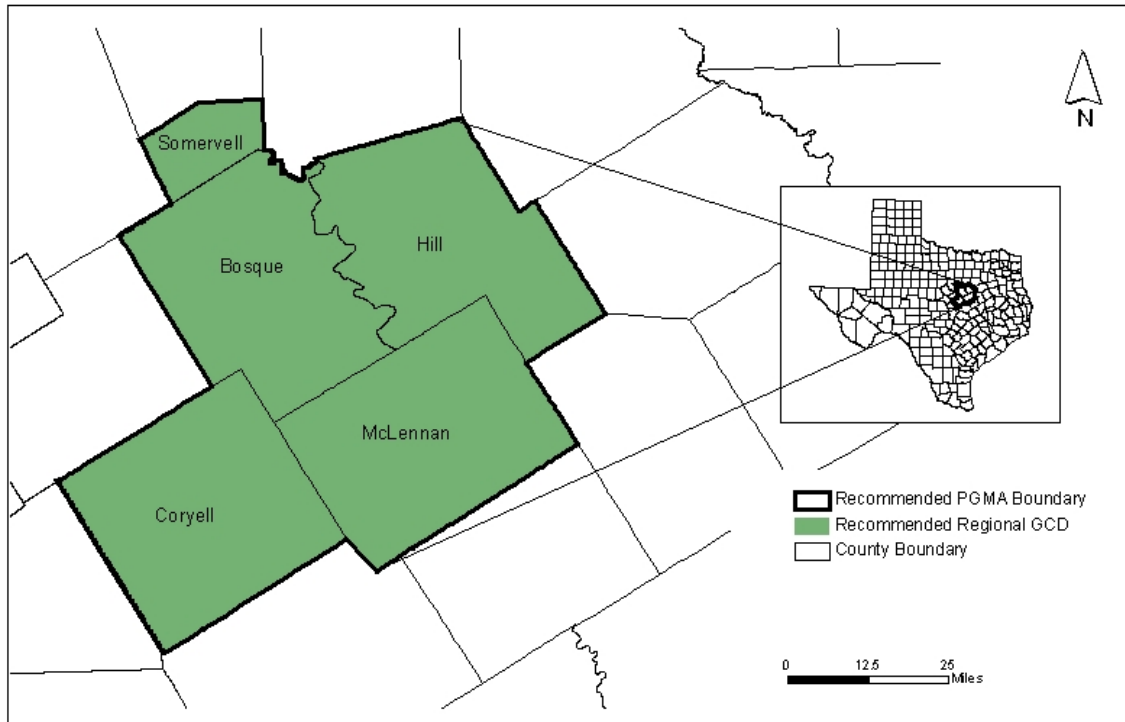 Somervell
N
Bosque
Hill
McLennan
Coryell
Recommended PGMA Boundary
Recommended Regional GCD
County Boundary
0 12.5 25
Miles